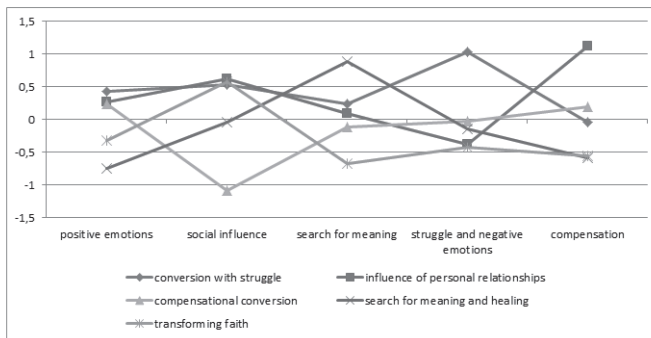 1,5
1
0,5
0
-0,5
-1
-1,5
positive emotions social influence search for meaning struggle and negative emotions compensation
conversion with struggle influence of personal relationships
compensational conversion search for meaning and healing
transforming faith